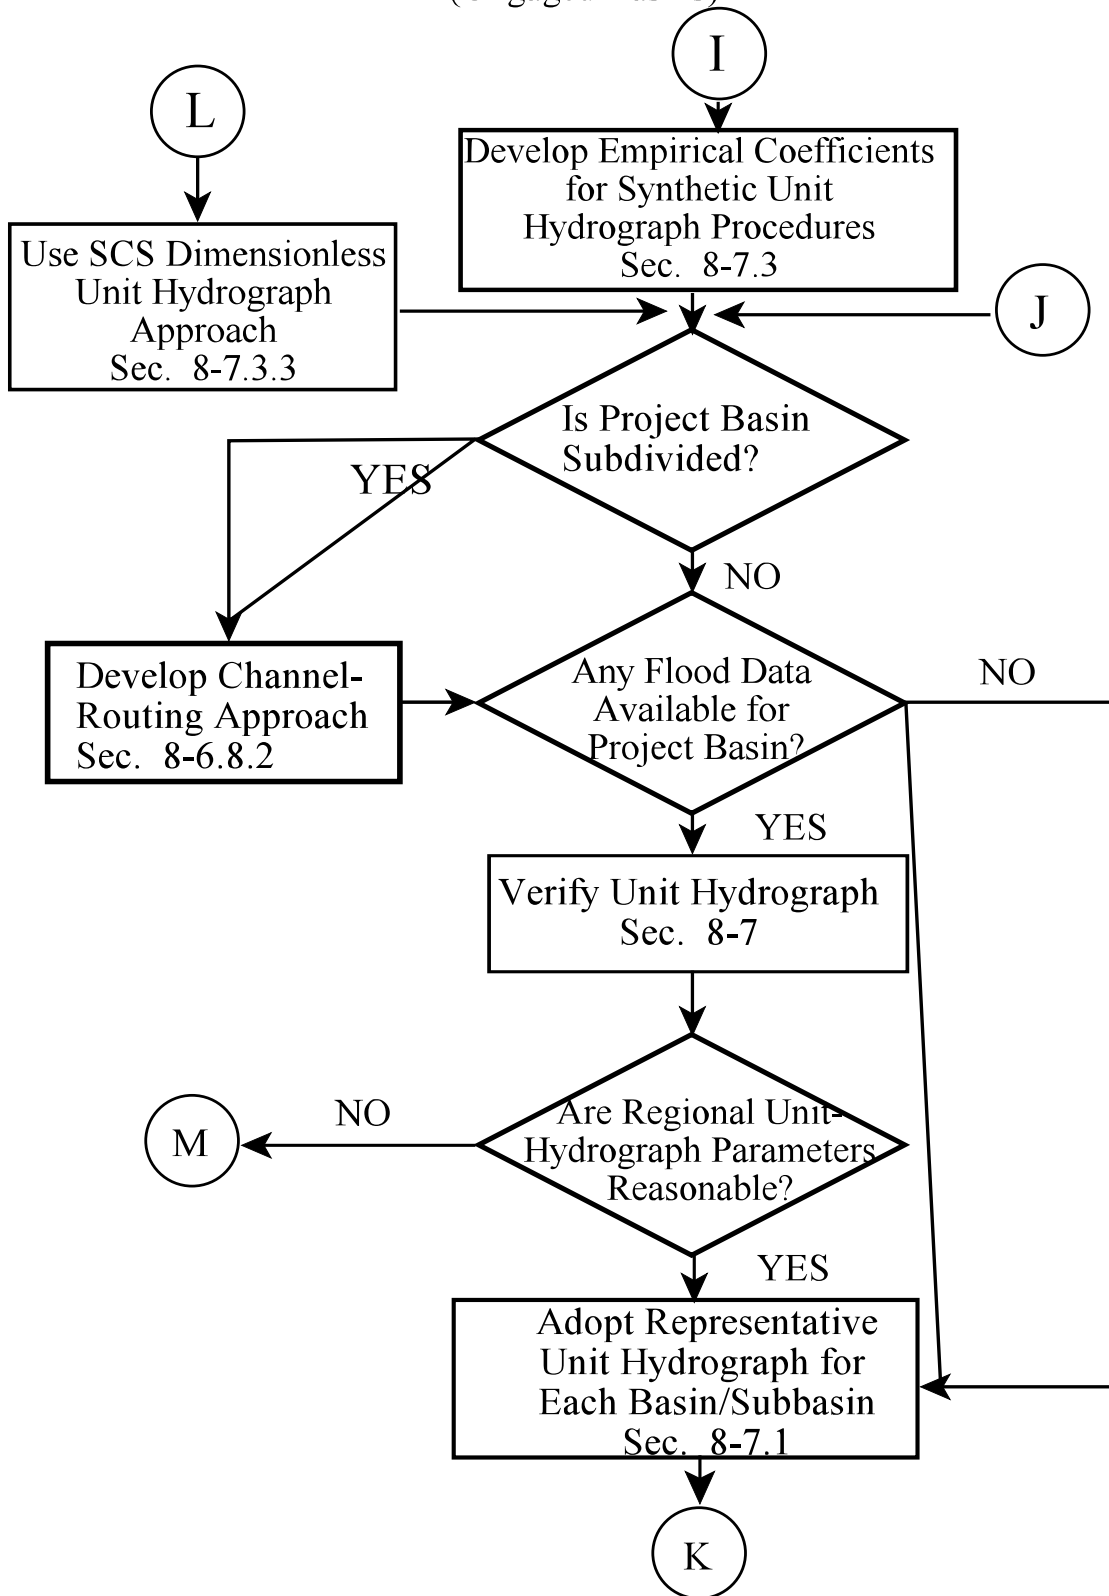 I
L
Develop Empirical Coefficients
for Synthetic Unit
Hydrograph Procedures
Sec. 8-7.3
Use SCS Dimensionless
Unit Hydrograph
Approach
Sec. 8-7.3.3
J
Is Project Basin
Subdivided?
YES
NO
Develop Channel-
Routing Approach
Sec. 8-6.8.2
Any Flood Data
Available for
Project Basin?
NO
YES
Verify Unit Hydrograph
Sec. 8-7
Are Regional Unit-
Hydrograph Parameters
Reasonable?
NO
M
YES
Adopt Representative
Unit Hydrograph for
Each Basin/Subbasin
Sec. 8-7.1
K